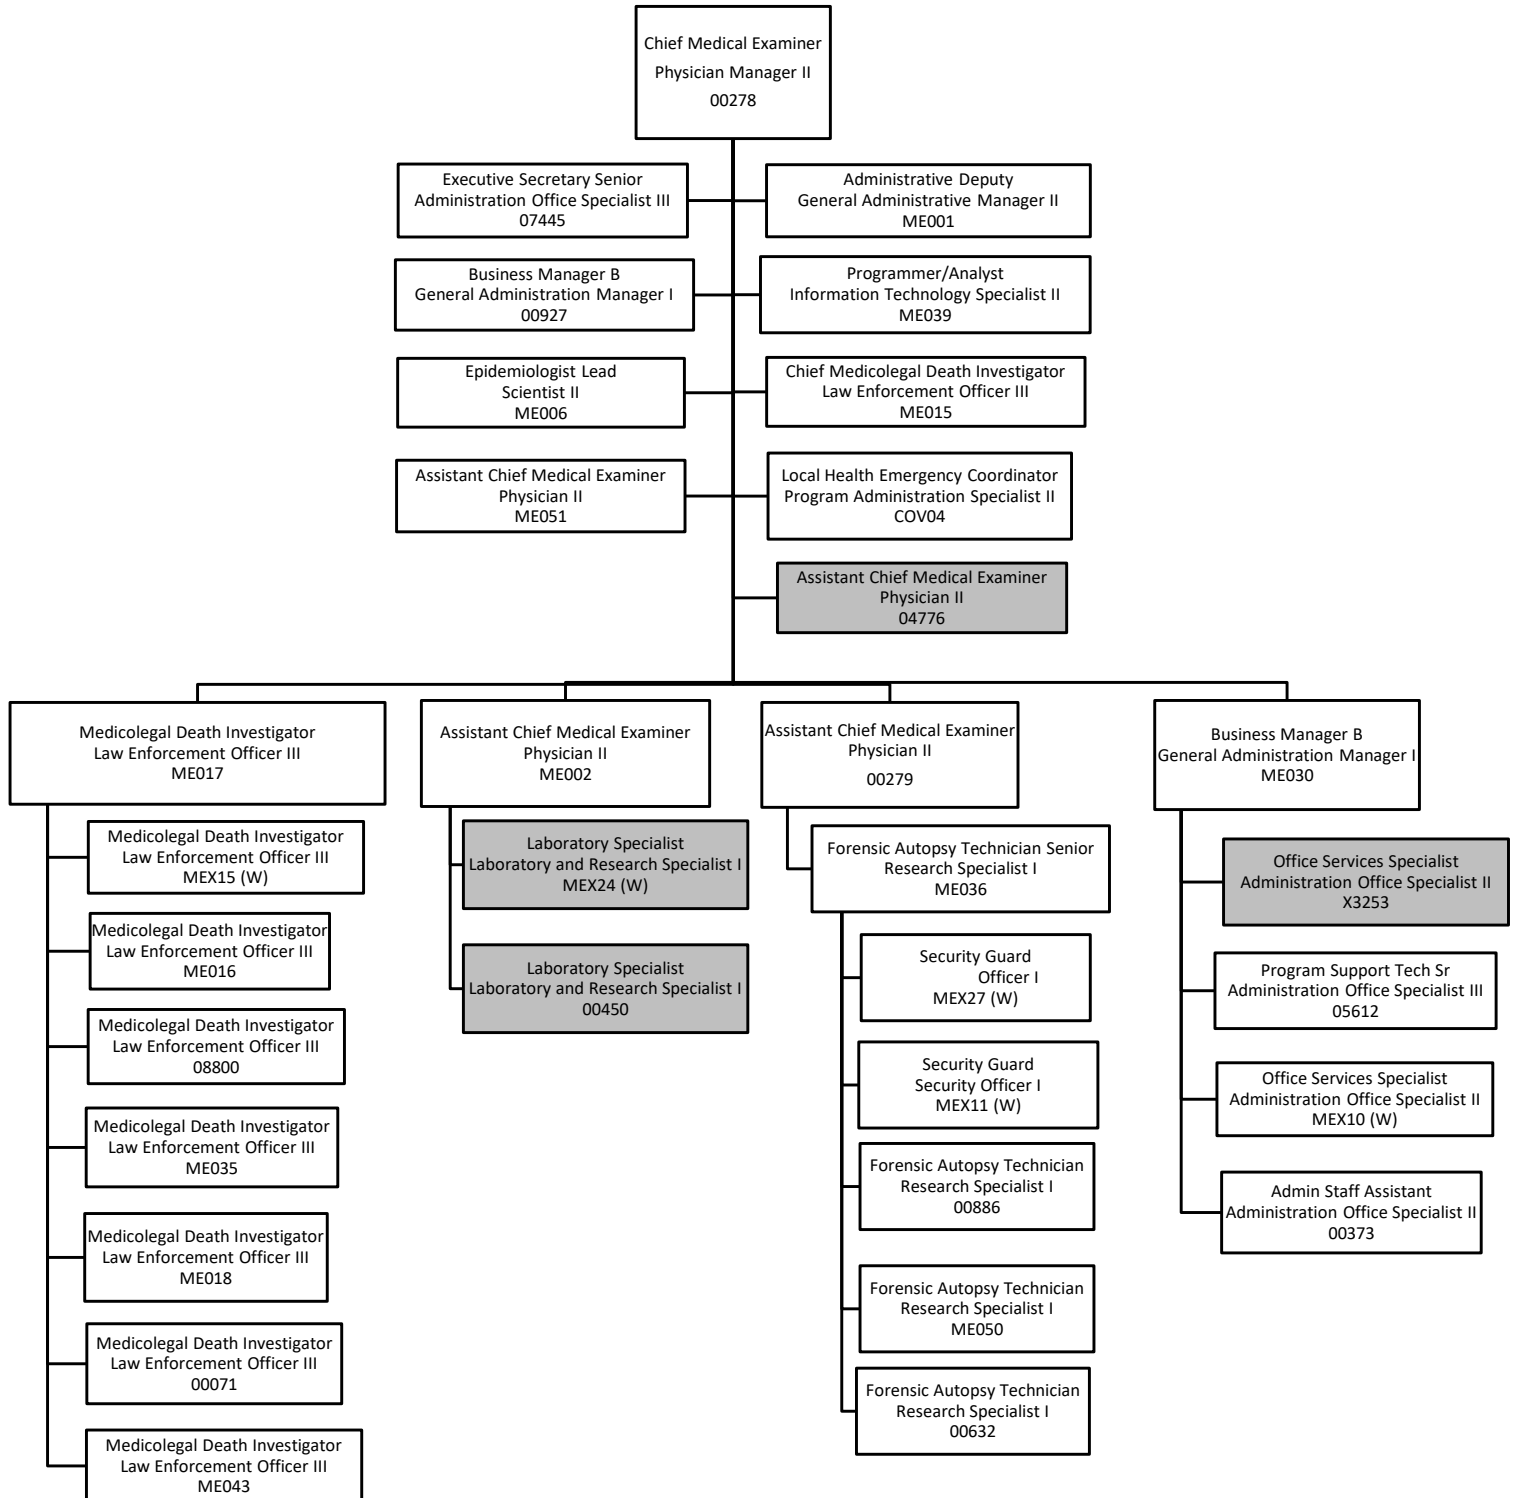 Chief Medical Examiner
Physician Manager II
00278
Executive Secretary Senior
Administration Office Specialist III
07445
Administrative Deputy
General Administrative Manager II
ME001
Business Manager B
General Administration Manager I
00927
Programmer/Analyst
Information Technology Specialist II
ME039
Epidemiologist Lead
Scientist II
ME006
Chief Medicolegal Death Investigator
Law Enforcement Officer III
ME015
Assistant Chief Medical Examiner
Physician II
ME051
Local Health Emergency Coordinator
Program Administration Specialist II
COV04
Assistant Chief Medical Examiner
Physician II
04776
Medicolegal Death Investigator
Law Enforcement Officer III
ME017
Medicolegal Death Investigator
Law Enforcement Officer III
MEX15 (W)
Medicolegal Death Investigator
Law Enforcement Officer III
ME016
Medicolegal Death Investigator
Law Enforcement Officer III
08800
Medicolegal Death Investigator
Law Enforcement Officer III
ME035
Medicolegal Death Investigator
Law Enforcement Officer III
ME018
Medicolegal Death Investigator
Law Enforcement Officer III
00071
Medicolegal Death Investigator
Law Enforcement Officer III
ME043
Assistant Chief Medical Examiner
Physician II
ME002
Laboratory Specialist
Laboratory and Research Specialist I
MEX24 (W)
Laboratory Specialist
Laboratory and Research Specialist I
00450
Assistant Chief Medical Examiner
Physician II
00279
Forensic Autopsy Technician Senior
Research Specialist I
ME036
Security Guard
Officer I
MEX27 (W)
Security Guard
Security Officer I
MEX11 (W)
Forensic Autopsy Technician
Research Specialist I
00886
Forensic Autopsy Technician
Research Specialist I
ME050
Forensic Autopsy Technician
Research Specialist I
00632
Business Manager B
General Administration Manager I
ME030
Office Services Specialist
Administration Office Specialist II
X3253
Program Support Tech Sr
Administration Office Specialist III
05612
Office Services Specialist
Administration Office Specialist II
MEX10 (W)
Admin Staff Assistant
Administration Office Specialist II
00373